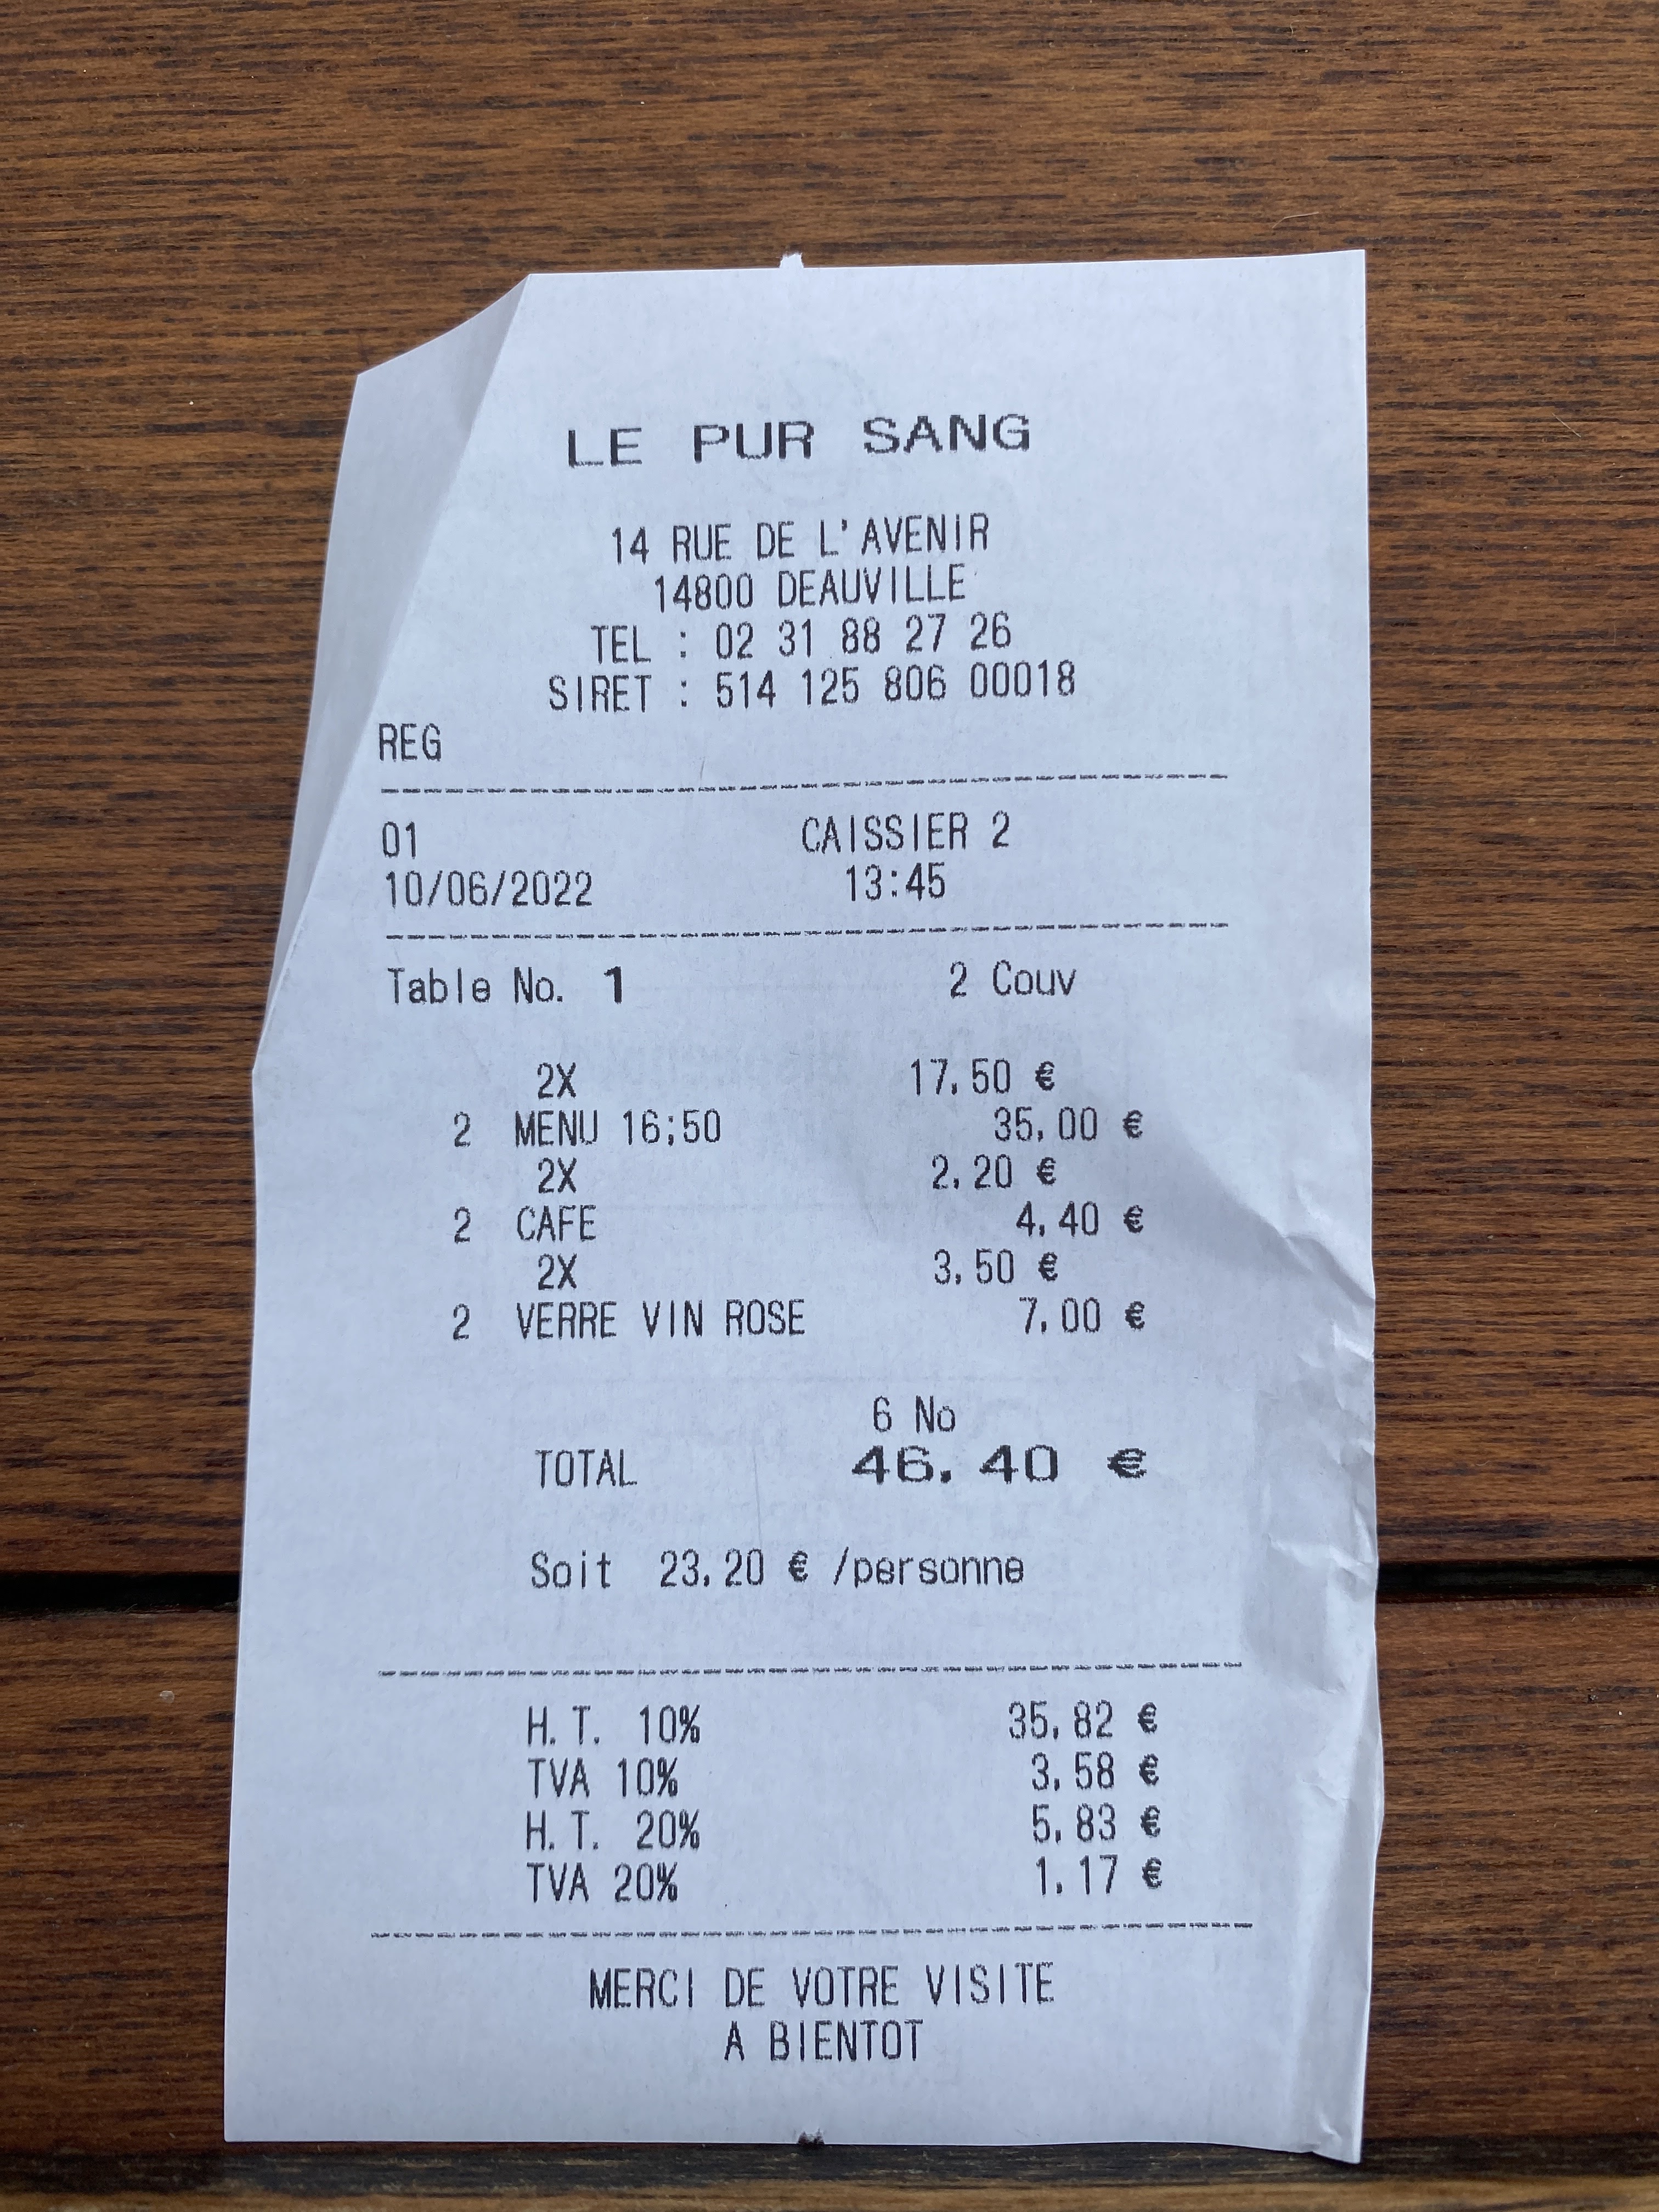 LE PUR SANG
14 RUE DE L'AVENIR
14800 DEAUVILLE
TEL : 02 31 88 27 26
SIRET : 514 125 806 00018
REG
01 CAISSIER 2
10/06/2022 13:45
Table No. 1 2 Couv
2X 17.50 €
2 MENU 16;50 35.00 €
2X 2.20 €
2 CAFE 4.40 €
2X 3.50 €
2 VERRE VIN ROSE 7.00 €
6 No
TOTAL 46.40 €
Soit 23.20 € /personne
H.T. 10% 35.82 €
TVA 10% 3.58 €
H.T. 20% 5.83 €
TVA 20% 1.17 €
MERCI DE VOTRE VISITE
A BIENTOT